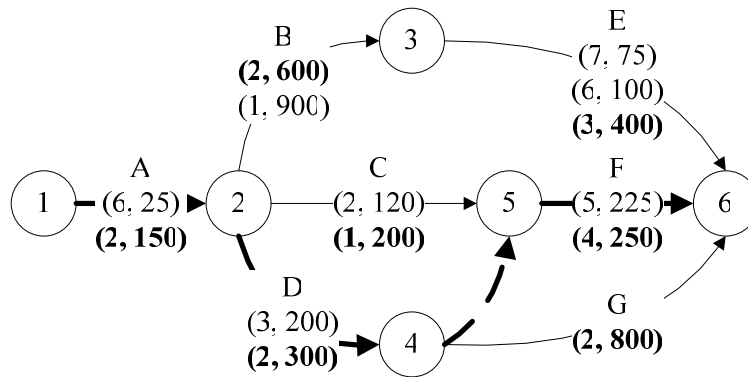 B
(2, 600)
(1, 900)
3
E
(7, 75)
(6, 100)
(3, 400)
1
A
(6, 25)
(2, 150)
2
C
(2, 120)
(1, 200)
5
F
(5, 225)
(4, 250)
6
D
(3, 200)
(2, 300)
4
G
(2, 800)